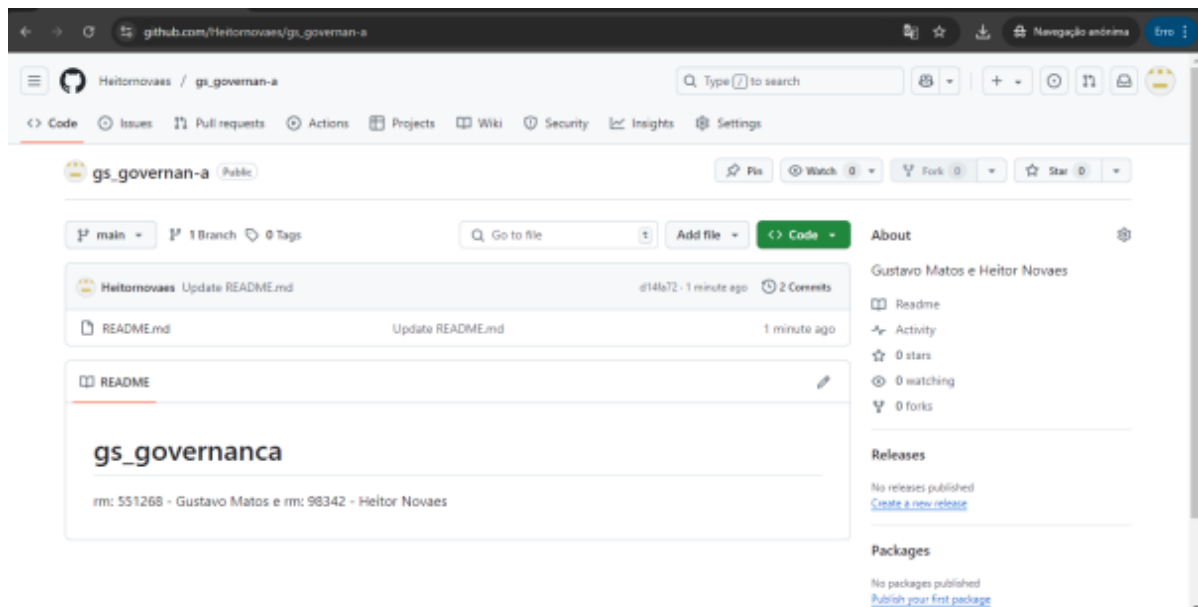 github.com/Heitornovaes/gs_governan-a
Navegação anônima
Erro
Heitornovaes / gs_governan-a
Type / to search
Code Issues Pull requests Actions Projects Wiki Security Insights Settings
gs_governan-a Public
Pin Watch 0 Fork 0 Star 0
main 1 Branch 0 Tags Go to file t Add file Code
Heitornovaes Update README.md d14fa72 · 1 minute ago 2 Commits
README.md Update README.md 1 minute ago
README
gs_governanca
rm: 551268 - Gustavo Matos e rm: 98342 - Heitor Novaes
About
Gustavo Matos e Heitor Novaes
Readme
Activity
0 stars
0 watching
0 forks
Releases
No releases published
Create a new release
Packages
No packages published
Publish your first package